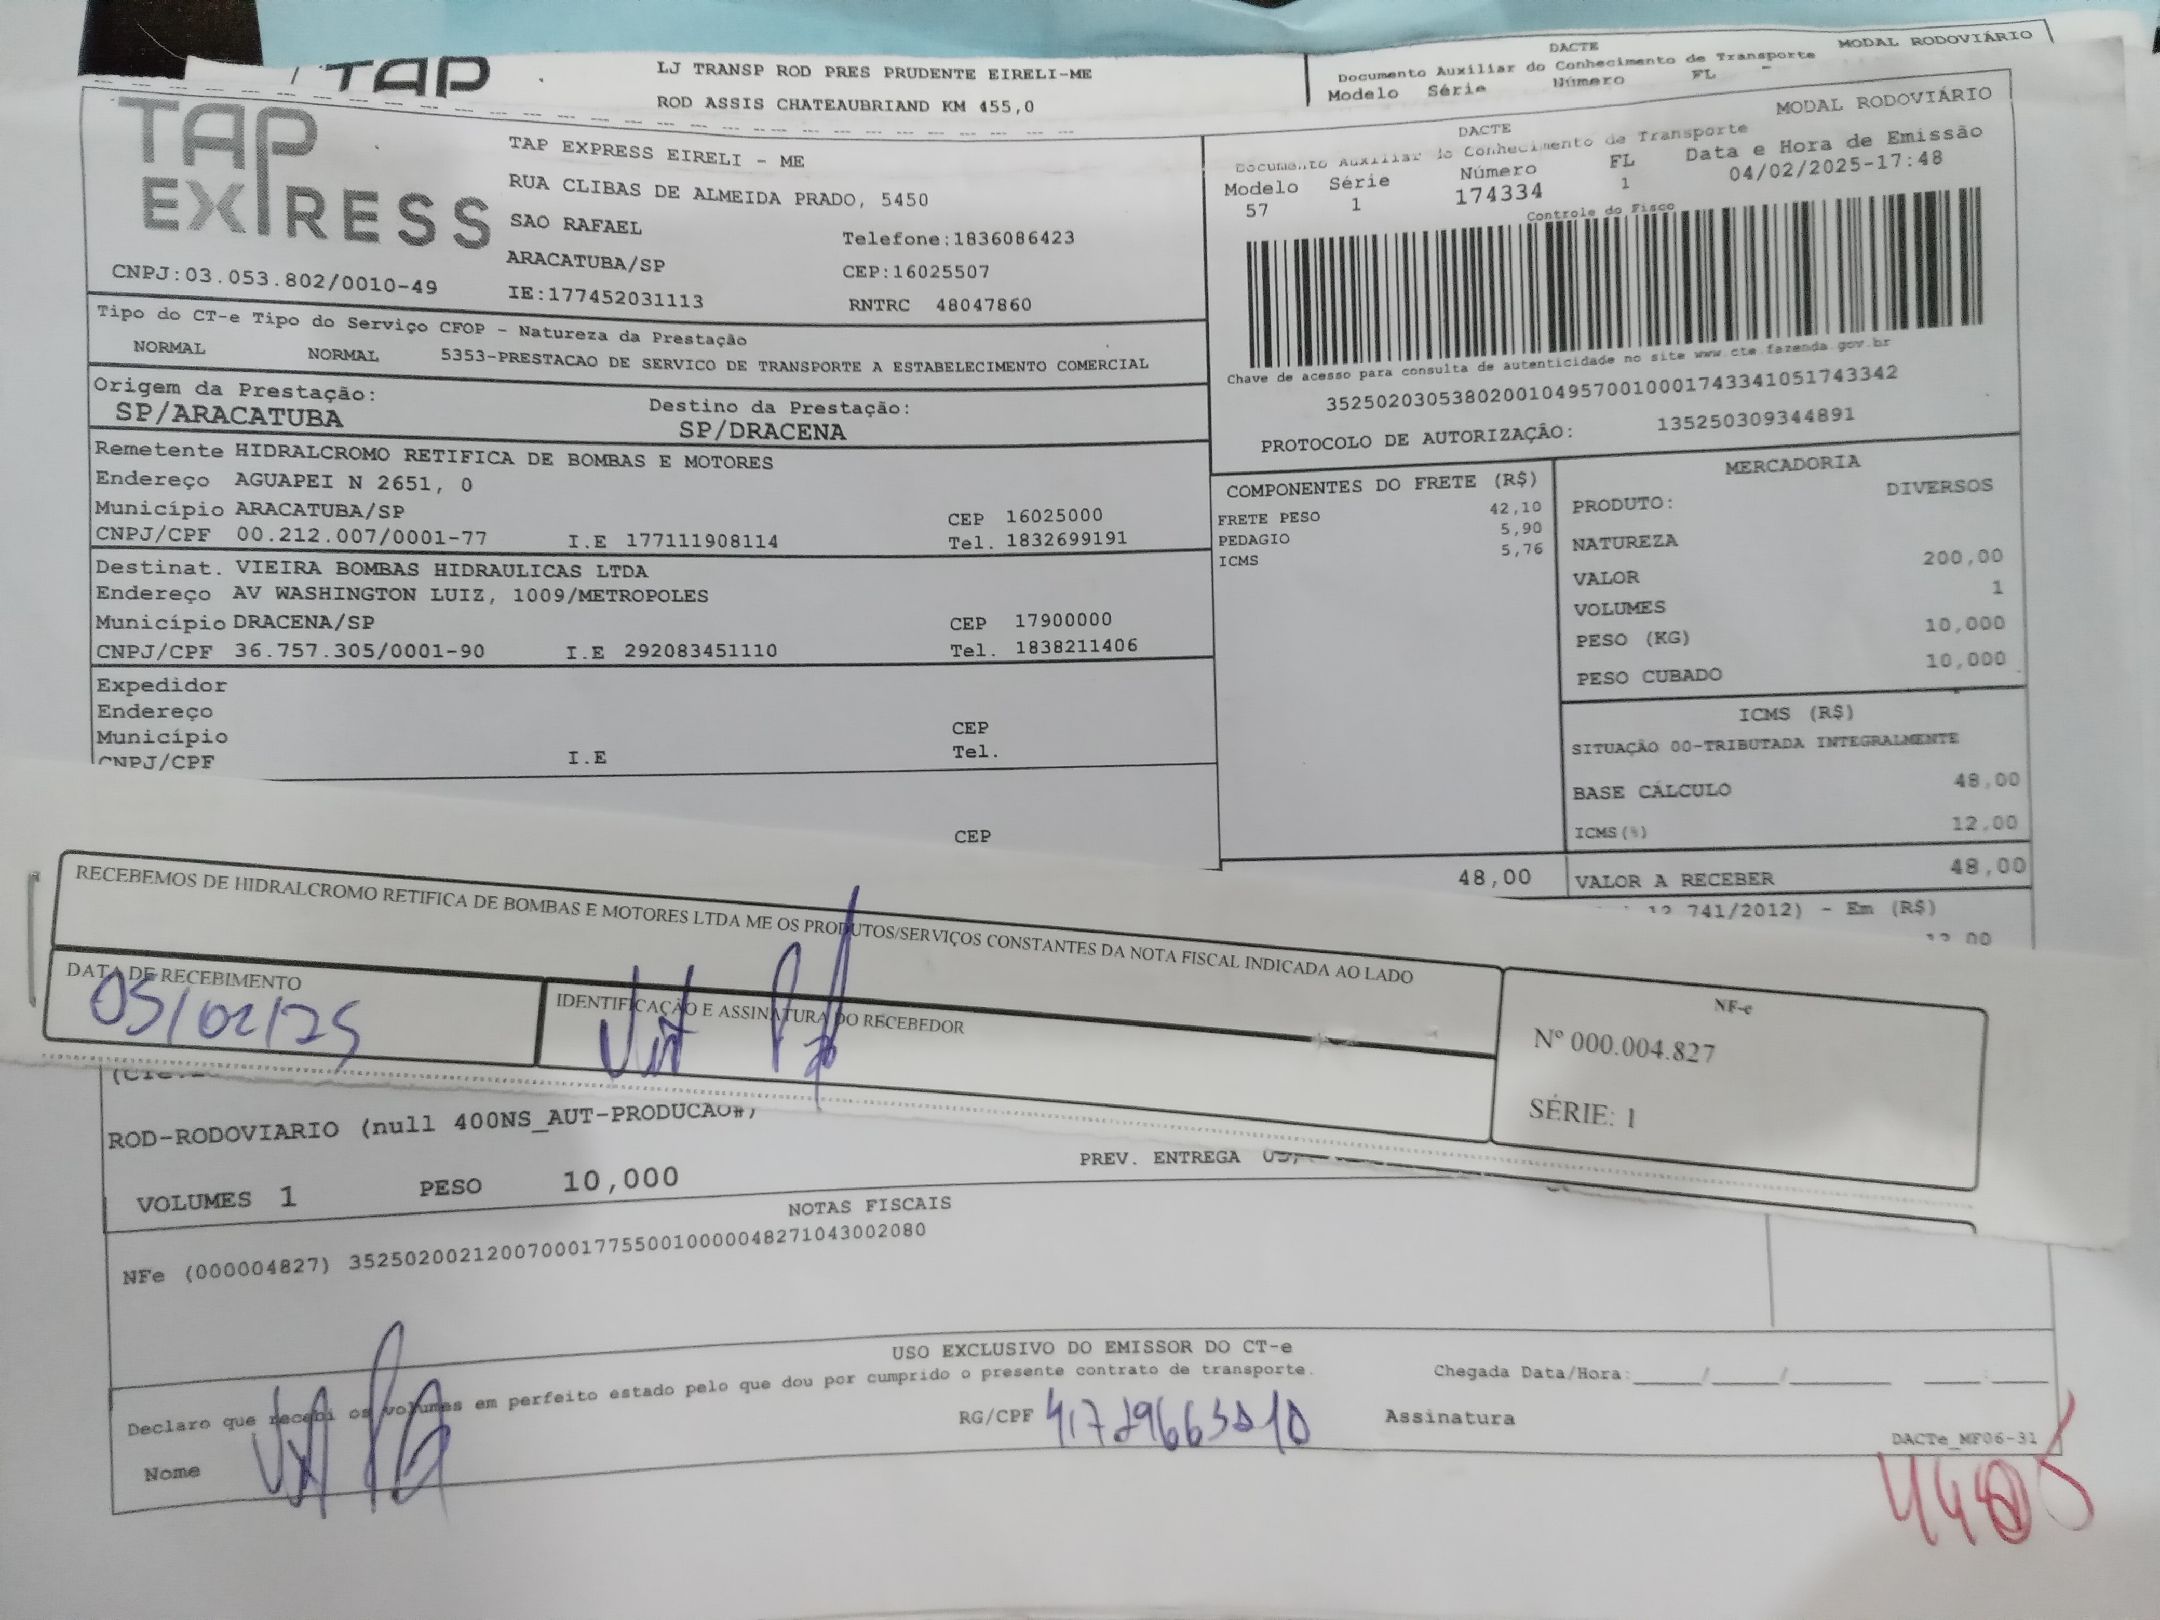 TAP
LJ TRANSP ROD PRES PRUDENTE EIRELI-ME
ROD ASSIS CHATEAUBRIAND KM 455,0
DACTE
MODAL RODOVIÁRIO
Documento Auxiliar do Conhecimento de Transporte
Modelo Série Número FL
TAP EXPRESS
CNPJ:03.053.802/0010-49
TAP EXPRESS EIRELI - ME
RUA CLIBAS DE ALMEIDA PRADO, 5450
SAO RAFAEL
Telefone:1836086423
ARACATUBA/SP
CEP:16025507
IE:177452031113
RNTRC 48047860
MODAL RODOVIÁRIO
DACTE
Documento Auxiliar do Conhecimento de Transporte
Modelo Série Número FL Data e Hora de Emissão
57 1 174334 1 04/02/2025-17:48
Controle do Fisco
Chave de acesso para consulta de autenticidade no site www.cte.fazenda.gov.br
35250203053802001049570010001743341051743342
PROTOCOLO DE AUTORIZAÇÃO: 135250309344891
Tipo do CT-e Tipo do Serviço CFOP - Natureza da Prestação
NORMAL NORMAL 5353-PRESTACAO DE SERVICO DE TRANSPORTE A ESTABELECIMENTO COMERCIAL
Origem da Prestação: Destino da Prestação:
SP/ARACATUBA SP/DRACENA
Remetente HIDRALCROMO RETIFICA DE BOMBAS E MOTORES
Endereço AGUAPEI N 2651, 0
Município ARACATUBA/SP CEP 16025000
CNPJ/CPF 00.212.007/0001-77 I.E 177111908114 Tel. 1832699191
Destinat. VIEIRA BOMBAS HIDRAULICAS LTDA
Endereço AV WASHINGTON LUIZ, 1009/METROPOLES
Município DRACENA/SP CEP 17900000
CNPJ/CPF 36.757.305/0001-90 I.E 292083451110 Tel. 1838211406
Expedidor
Endereço
Município CEP
CNPJ/CPF I.E Tel.
CEP
COMPONENTES DO FRETE (R$)
FRETE PESO 42,10
PEDAGIO 5,90
ICMS 5,76
48,00
MERCADORIA
PRODUTO: DIVERSOS
NATUREZA
VALOR 200,00
VOLUMES 1
PESO (KG) 10,000
PESO CUBADO 10,000
ICMS (R$)
SITUAÇÃO 00-TRIBUTADA INTEGRALMENTE
BASE CÁLCULO 48,00
ICMS(%) 12,00
VALOR A RECEBER 48,00
12.741/2012) - Em (R$)
12,00
RECEBEMOS DE HIDRALCROMO RETIFICA DE BOMBAS E MOTORES LTDA ME OS PRODUTOS/SERVIÇOS CONSTANTES DA NOTA FISCAL INDICADA AO LADO
DATA DE RECEBIMENTO
05/02/25
IDENTIFICAÇÃO E ASSINATURA DO RECEBEDOR
NF-e
Nº 000.004.827
SÉRIE: 1
ROD-RODOVIARIO (null 400NS_AUT-PRODUCAO#)
VOLUMES 1 PESO 10,000 PREV. ENTREGA
NOTAS FISCAIS
NFe (000004827) 35250200212007000177550010000048271043002080
USO EXCLUSIVO DO EMISSOR DO CT-e
Declaro que recebi os volumes em perfeito estado pelo que dou por cumprido o presente contrato de transporte.
Chegada Data/Hora:____/____/______ ____:____
Nome
RG/CPF
Assinatura
DACTe_MF06-31